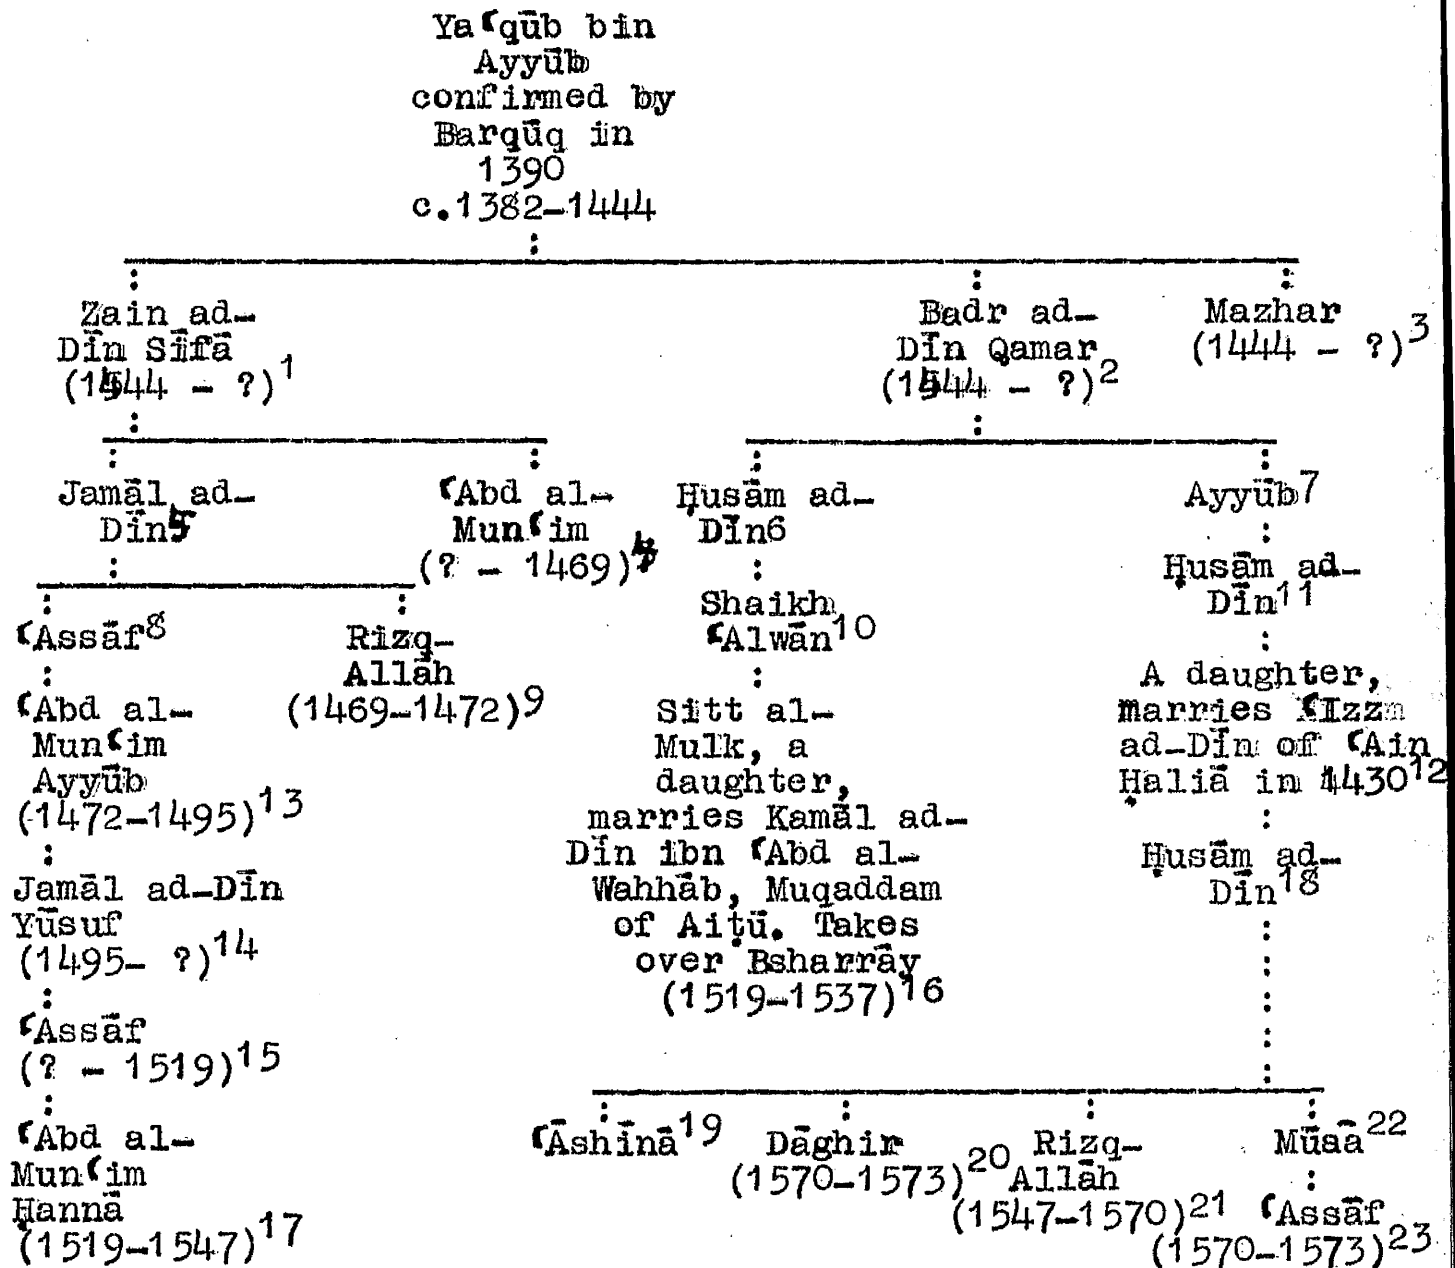 Yaʿqūb bin
Ayyūb
confirmed by
Barqūq in
1390
c.1382-1444
Zain ad-
Dīn Sīfā
(1444 - ?)1
Badr ad-
Dīn Qamar
(1444 - ?)2
Mazhar
(1444 - ?)3
Jamāl ad-
Dīn5
ʿAbd al-
Munʿim
(? - 1469)4
Ḥusām ad-
Dīn6
Ayyūb7
ʿAssāf8
Rizq-
Allāh
(1469-1472)9
Shaikh
ʿAlwān10
Ḥusām ad-
Dīn11
ʿAbd al-
Munʿim
Ayyūb
(1472-1495)13
Sitt al-
Mulk, a
daughter,
marries Kamāl ad-
Dīn ibn ʿAbd al-
Wahhāb, Muqaddam
of Aiṭū. Takes
over Bsharrāy
(1519-1537)16
A daughter,
marries ʿIzz
ad-Dīn of ʿAin
Ḥaliā in 143012
Ḥusām ad-
Dīn18
Jamāl ad-Dīn
Yūsuf
(1495- ?)14
ʿAssāf
(? - 1519)15
ʿAbd al-
Munʿim
Ḥannā
(1519-1547)17
ʿĀshīnā19
Dāghir
(1570-1573)20
Rizq-
Allāh
(1547-1570)21
Mūsā22
ʿAssāf
(1570-1573)23